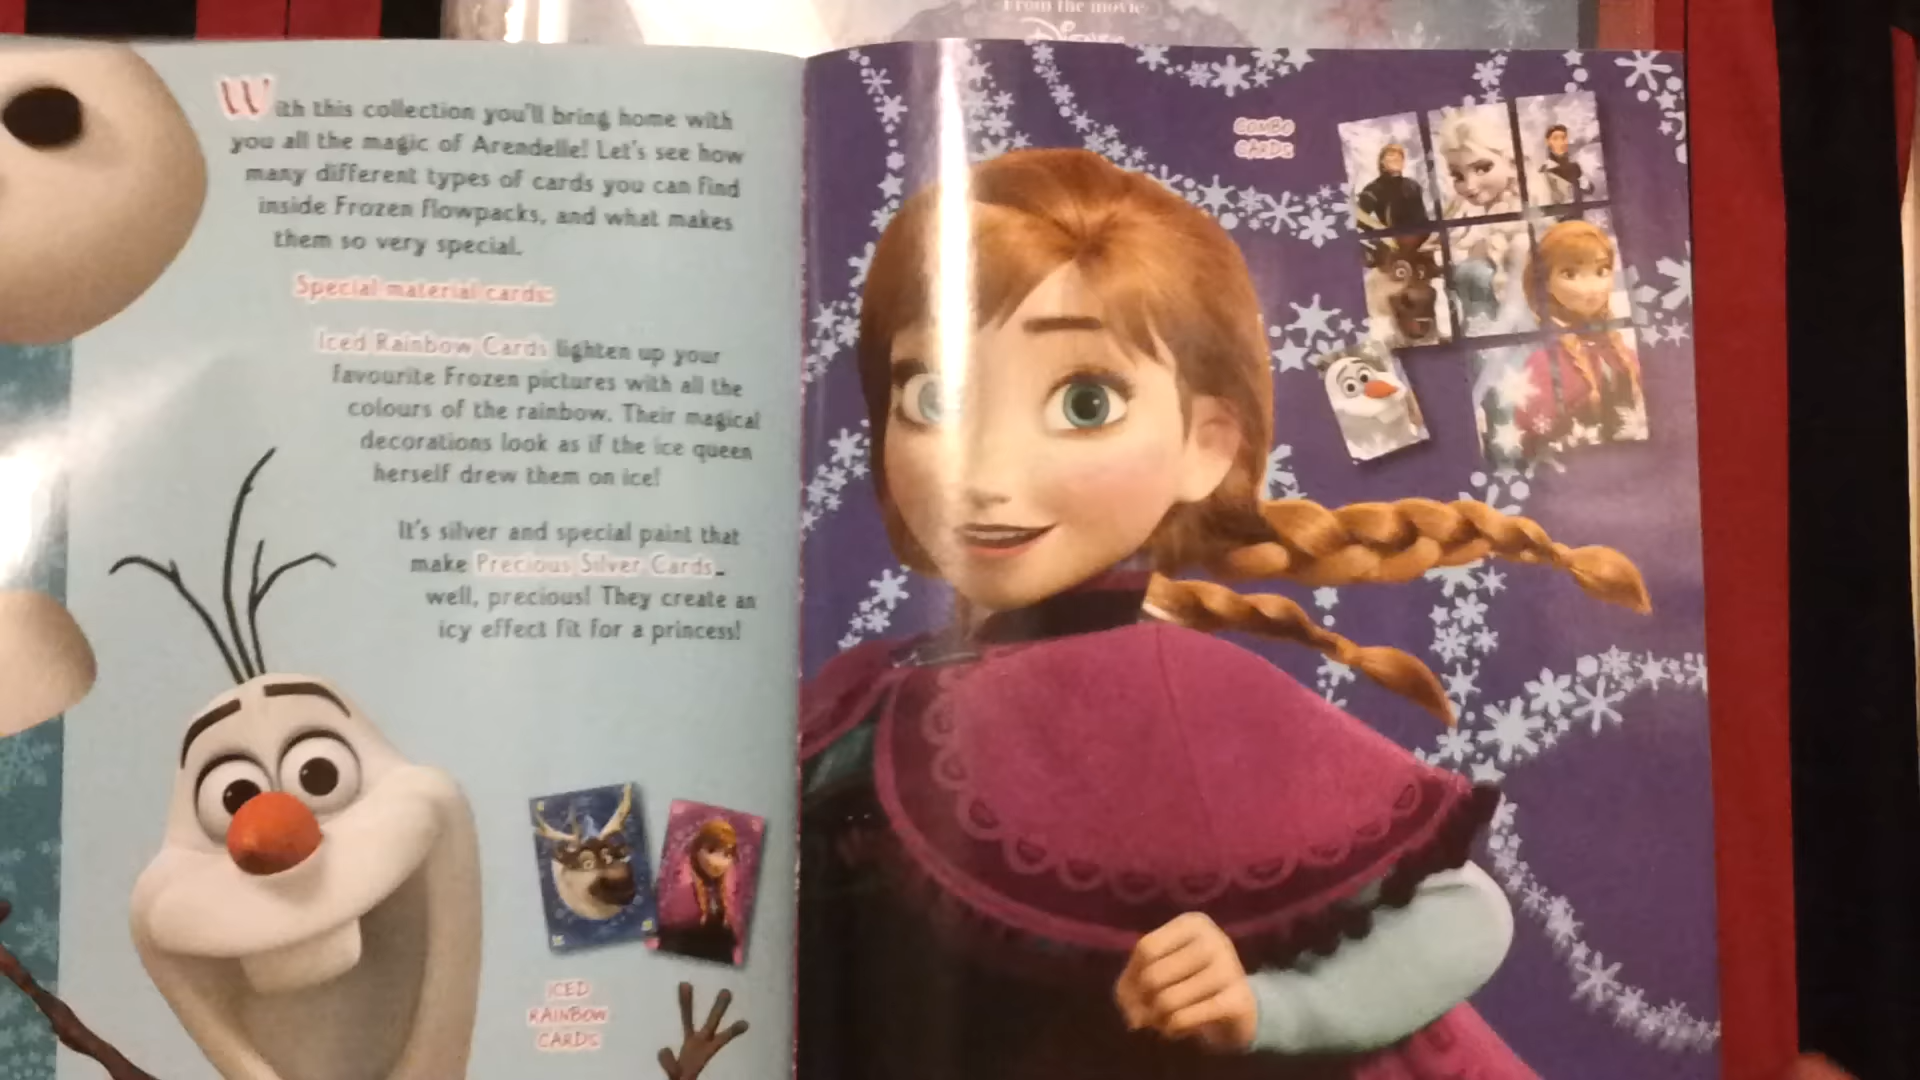 From the movie
Disney
With this collection you'll bring home with
you all the magic of Arendelle! Let's see how
many different types of cards you can find
inside Frozen flowpacks, and what makes
them so very special.
Special material cards:
Iced Rainbow Cards lighten up your
favourite Frozen pictures with all the
colours of the rainbow. Their magical
decorations look as if the ice queen
herself drew them on ice!
It's silver and special paint that
make Precious Silver Cards...
well, precious! They create an
icy effect fit for a princess!
ICED
RAINBOW
CARDS
COMBO
CARDS